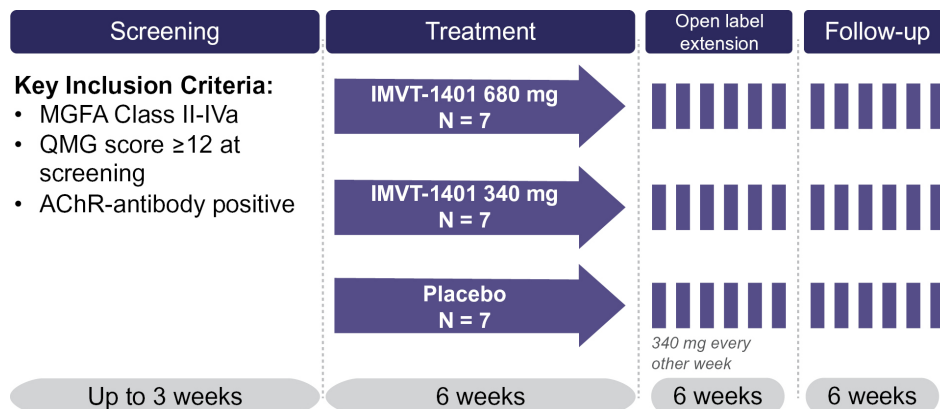 Screening
Treatment
Open label
extension
Follow-up
Key Inclusion Criteria:
• MGFA Class II-IVa
• QMG score ≥12 at
screening
• AChR-antibody positive
IMVT-1401 680 mg
N = 7
IMVT-1401 340 mg
N = 7
Placebo
N = 7
340 mg every
other week
Up to 3 weeks
6 weeks
6 weeks
6 weeks